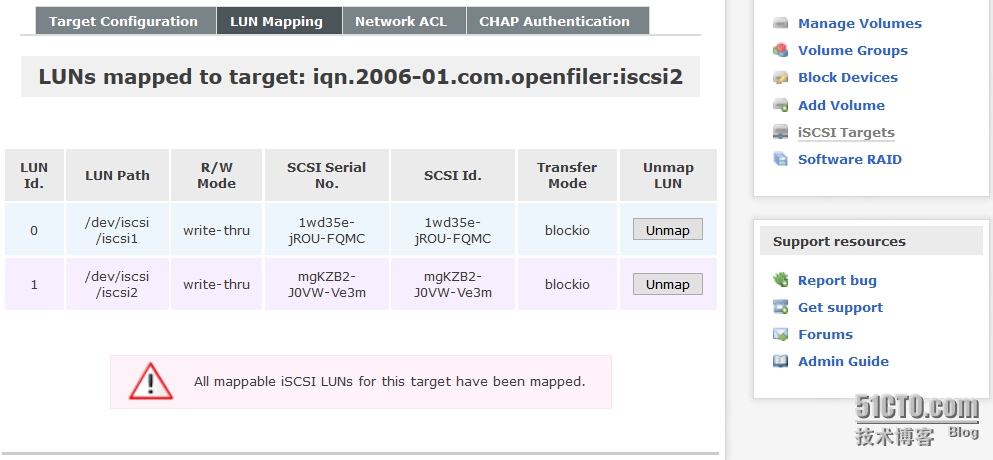 Target Configuration
LUN Mapping
Network ACL
CHAP Authentication
LUNs mapped to target: iqn.2006-01.com.openfiler:iscsi2
LUN Id.
LUN Path
R/W Mode
SCSI Serial No.
SCSI Id.
Transfer Mode
Unmap LUN
0
/dev/iscsi
/iscsi1
write-thru
1wd35e-
jROU-FQMC
1wd35e-
jROU-FQMC
blockio
Unmap
1
/dev/iscsi
/iscsi2
write-thru
mgKZB2-
J0VW-Ve3m
mgKZB2-
J0VW-Ve3m
blockio
Unmap
All mappable iSCSI LUNs for this target have been mapped.
Manage Volumes
Volume Groups
Block Devices
Add Volume
iSCSI Targets
Software RAID
Support resources
Report bug
Get support
Forums
Admin Guide
51CTO.com
技术博客 Blog